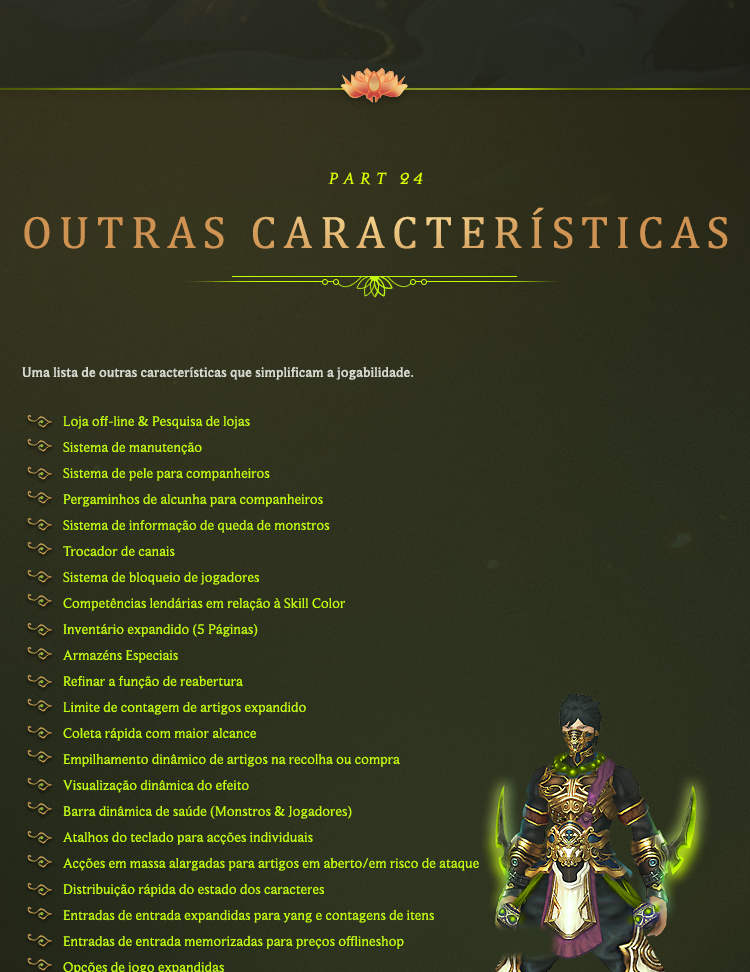 PART 24
OUTRAS CARACTERÍSTICAS
Uma lista de outras características que simplificam a jogabilidade.
Loja off-line & Pesquisa de lojas
Sistema de manutenção
Sistema de pele para companheiros
Pergaminhos de alcunha para companheiros
Sistema de informação de queda de monstros
Trocador de canais
Sistema de bloqueio de jogadores
Competências lendárias em relação à Skill Color
Inventário expandido (5 Páginas)
Armazéns Especiais
Refinar a função de reabertura
Limite de contagem de artigos expandido
Coleta rápida com maior alcance
Empilhamento dinâmico de artigos na recolha ou compra
Visualização dinâmica do efeito
Barra dinâmica de saúde (Monstros & Jogadores)
Atalhos do teclado para acções individuais
Acções em massa alargadas para artigos em aberto/em risco de ataque
Distribuição rápida do estado dos caracteres
Entradas de entrada expandidas para yang e contagens de itens
Entradas de entrada memorizadas para preços offlineshop
Opções de jogo expandidas